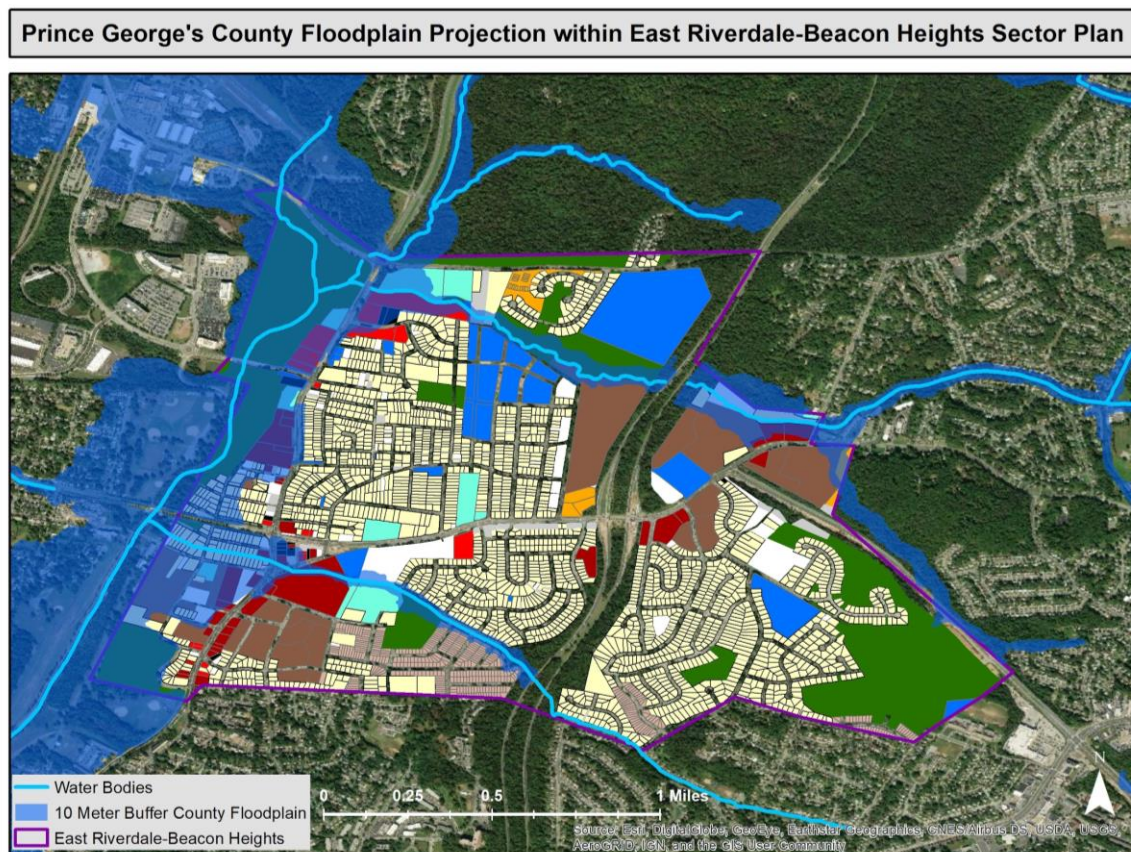 Prince George's County Floodplain Projection within East Riverdale-Beacon Heights Sector Plan
N
Water Bodies
10 Meter Buffer County Floodplain
East Riverdale-Beacon Heights
0 0.25 0.5 1 Miles
Source: Esri, DigitalGlobe, GeoEye, Earthstar Geographics, CNES/Airbus DS, USDA, USGS,
AeroGRID, IGN, and the GIS User Community